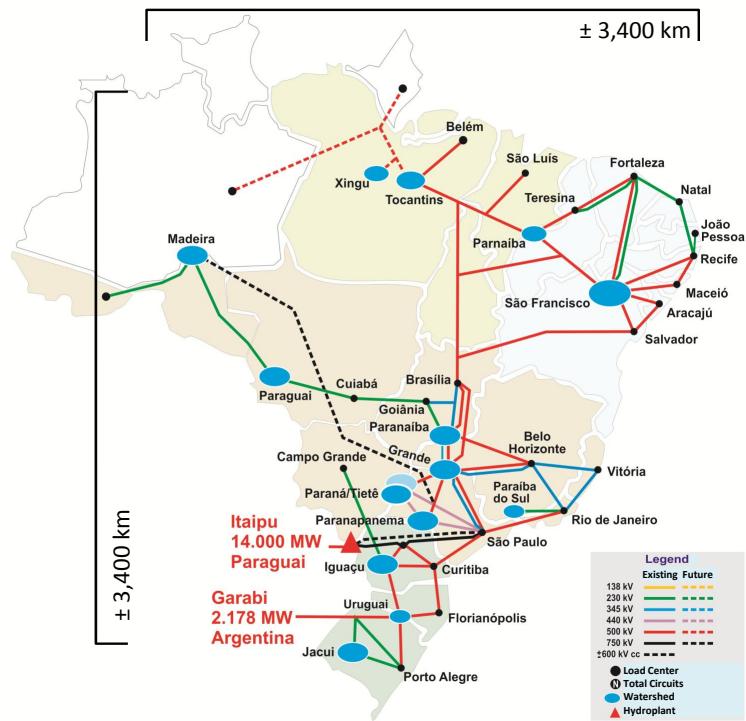 ± 3,400 km
± 3,400 km
Belém
São Luís
Fortaleza
Xingu
Tocantins
Teresina
Natal
Madeira
Parnaíba
João
Pessoa
Recife
São Francisco
Maceió
Aracajú
Salvador
Paraguai
Cuiabá
Brasília
Goiânia
Paranaíba
Campo Grande
Grande
Belo
Horizonte
Vitória
Paraná/Tietê
Paraíba
do Sul
Paranapanema
Rio de Janeiro
São Paulo
Itaipu
14.000 MW
Paraguai
Iguaçu
Curitiba
Garabi
2.178 MW
Argentina
Uruguai
Florianópolis
Jacui
Porto Alegre
Legend
Existing Future
138 kV
230 kV
345 kV
440 kV
500 kV
750 kV
±600 kV cc
Load Center
N Total Circuits
Watershed
Hydroplant